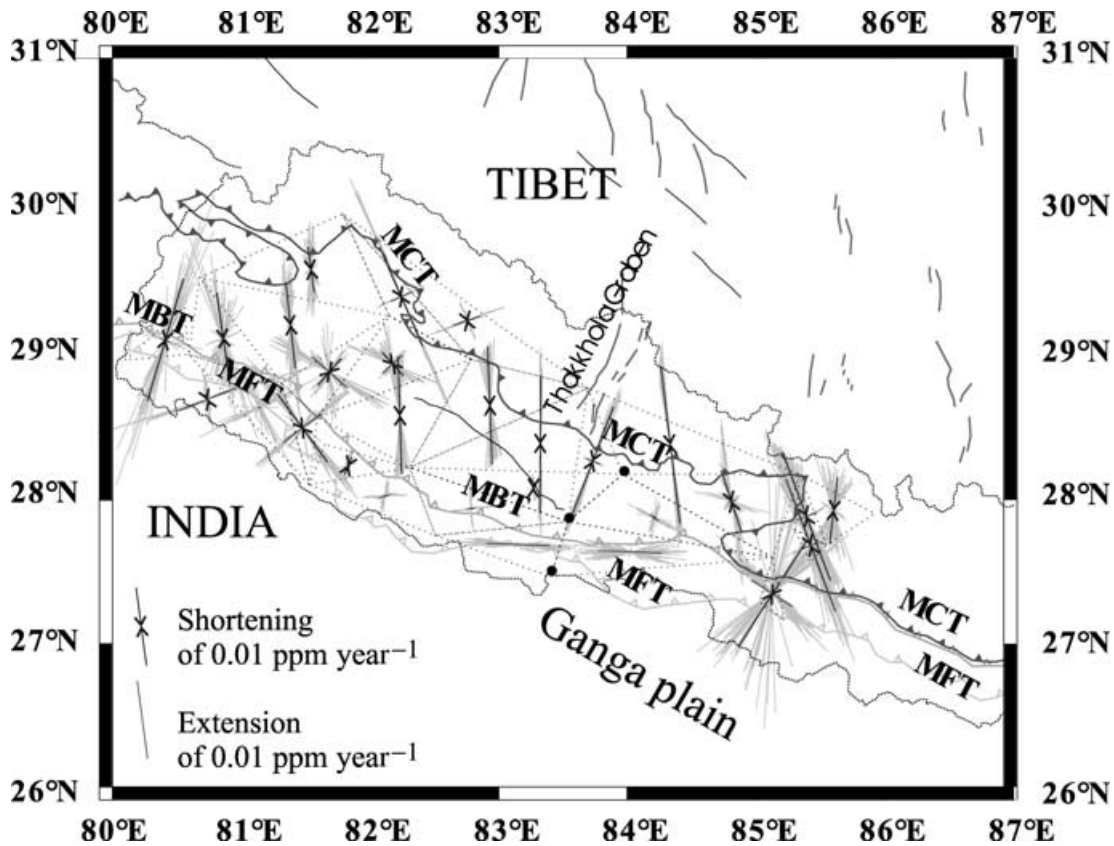 80°E 81°E 82°E 83°E 84°E 85°E 86°E 87°E
31°N 31°N
TIBET
30°N 30°N
MCT
Thakkhola Graben
MBT
29°N 29°N
MFT
MCT
MBT
28°N 28°N
INDIA
MFT
MCT
Shortening
of 0.01 ppm year⁻¹
27°N 27°N
Ganga plain
MFT
Extension
of 0.01 ppm year⁻¹
26°N 26°N
80°E 81°E 82°E 83°E 84°E 85°E 86°E 87°E